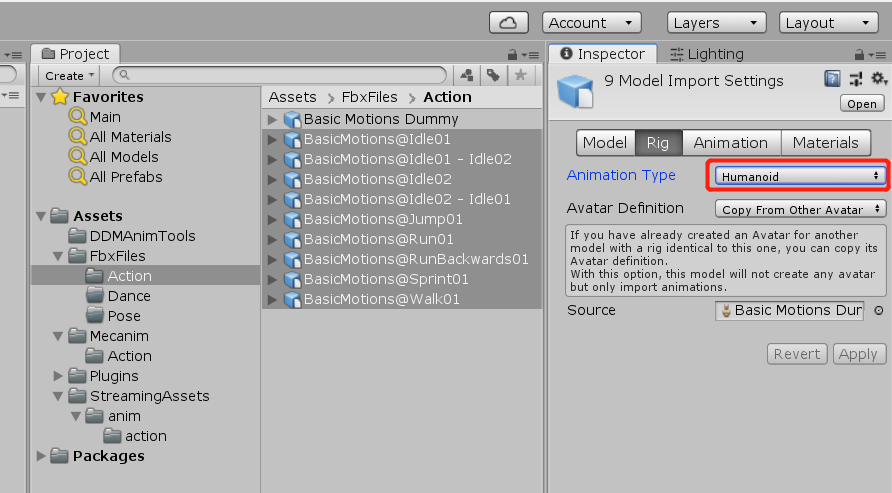 Account
Layers
Layout
Project
Create
Favorites
Main
All Materials
All Models
All Prefabs
Assets
DDMAnimTools
FbxFiles
Action
Dance
Pose
Mecanim
Action
Plugins
StreamingAssets
anim
action
Packages
Assets > FbxFiles > Action
Basic Motions Dummy
BasicMotions@Idle01
BasicMotions@Idle01 - Idle02
BasicMotions@Idle02
BasicMotions@Idle02 - Idle01
BasicMotions@Jump01
BasicMotions@Run01
BasicMotions@RunBackwards01
BasicMotions@Sprint01
BasicMotions@Walk01
Inspector
Lighting
9 Model Import Settings
Open
Model Rig Animation Materials
Animation Type Humanoid
Avatar Definition Copy From Other Avatar
If you have already created an Avatar for another
model with a rig identical to this one, you can copy its
Avatar definition.
With this option, this model will not create any avatar
but only import animations.
Source Basic Motions Dur
Revert Apply